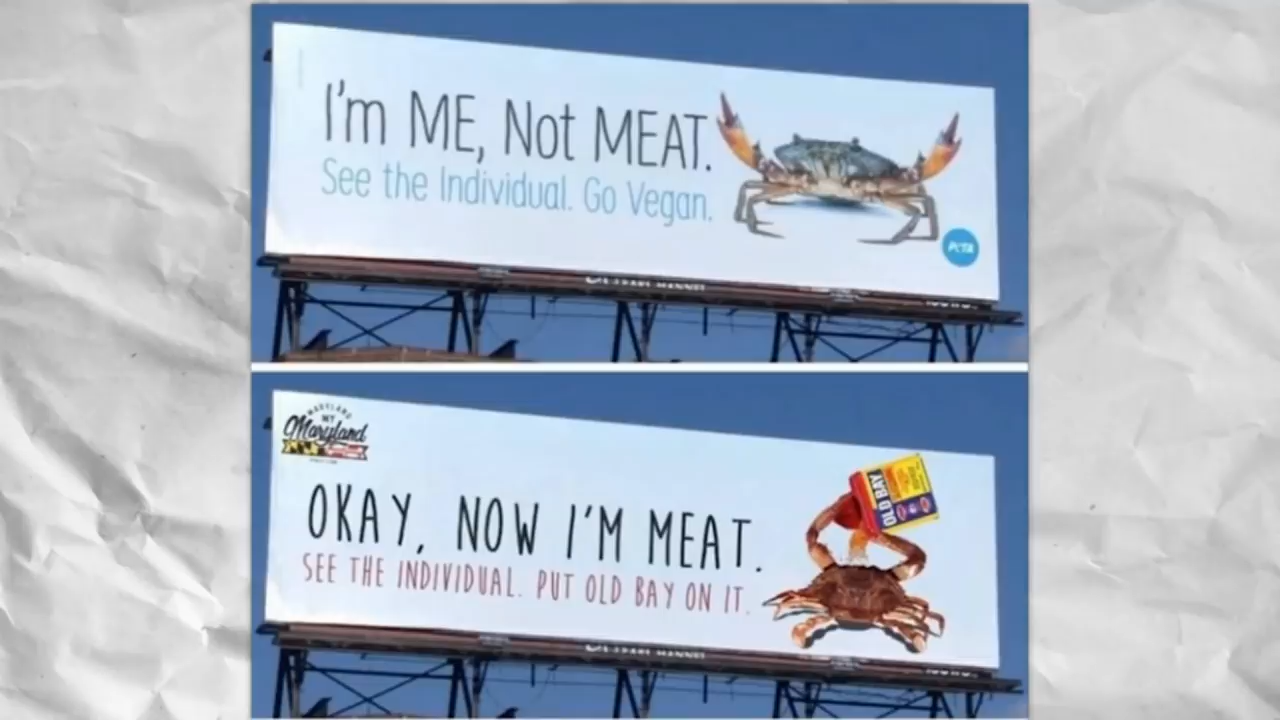 I'm ME, Not MEAT.
See the Individual. Go Vegan.
PETA
MARYLAND
MY
Maryland
OKAY, NOW I'M MEAT.
SEE THE INDIVIDUAL. PUT OLD BAY ON IT.
OLD BAY